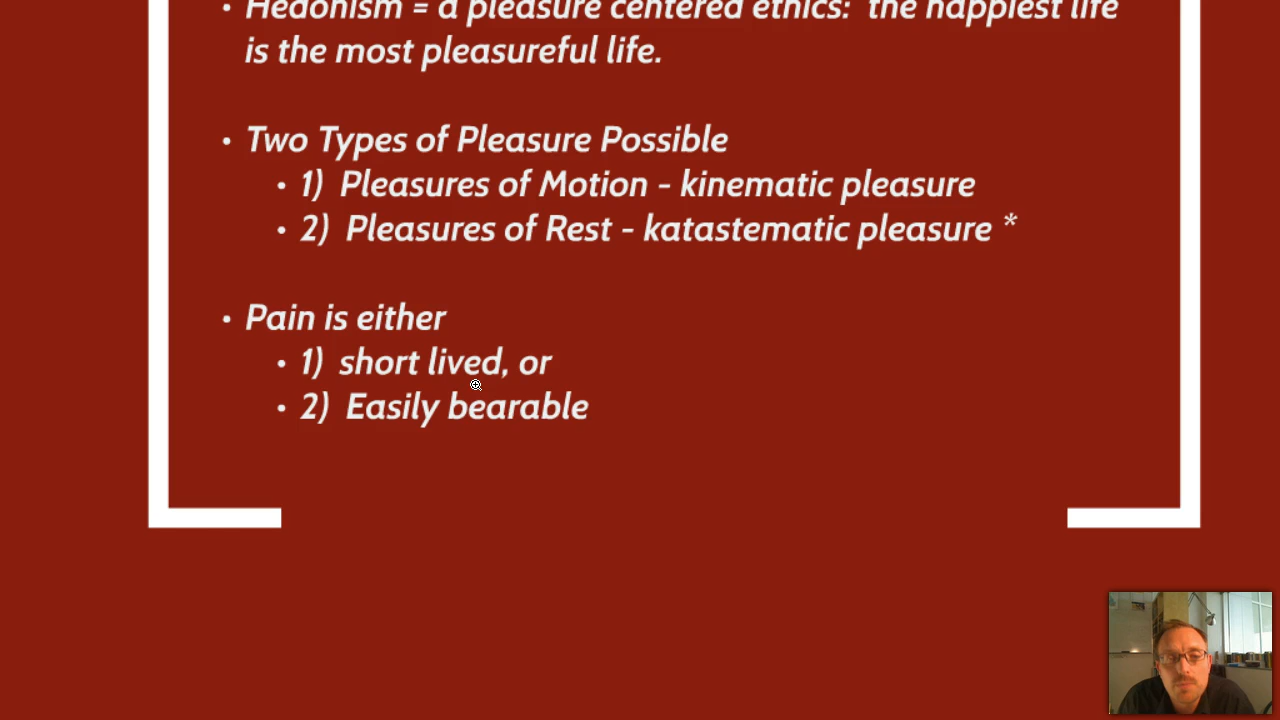 • Hedonism = a pleasure centered ethics: the happiest life
is the most pleasureful life.
• Two Types of Pleasure Possible
• 1) Pleasures of Motion - kinematic pleasure
• 2) Pleasures of Rest - katastematic pleasure *
• Pain is either
• 1) short lived, or
• 2) Easily bearable